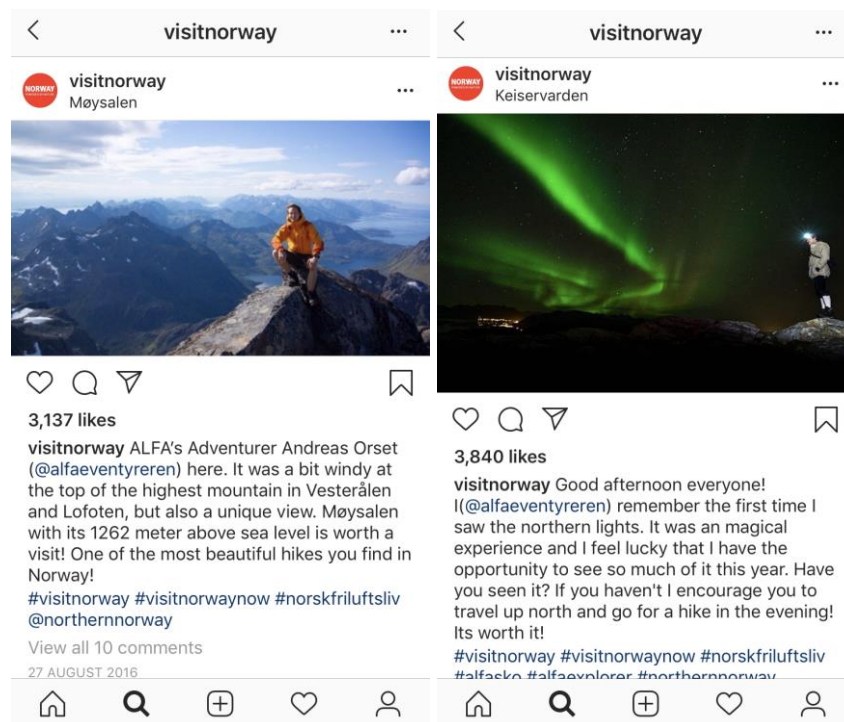 visitnorway
NORWAY
visitnorway
Møysalen
3,137 likes
visitnorway ALFA's Adventurer Andreas Orset
(@alfaeventyreren) here. It was a bit windy at
the top of the highest mountain in Vesterålen
and Lofoten, but also a unique view. Møysalen
with its 1262 meter above sea level is worth a
visit! One of the most beautiful hikes you find in
Norway!
#visitnorway #visitnorwaynow #norskfriluftsliv
@northernnorway
View all 10 comments
27 AUGUST 2016
visitnorway
NORWAY
visitnorway
Keiservarden
3,840 likes
visitnorway Good afternoon everyone!
I(@alfaeventyreren) remember the first time I
saw the northern lights. It was an magical
experience and I feel lucky that I have the
opportunity to see so much of it this year. Have
you seen it? If you haven't I encourage you to
travel up north and go for a hike in the evening!
Its worth it!
#visitnorway #visitnorwaynow #norskfriluftsliv
#alfasko #alfaexplorer #northernnorway